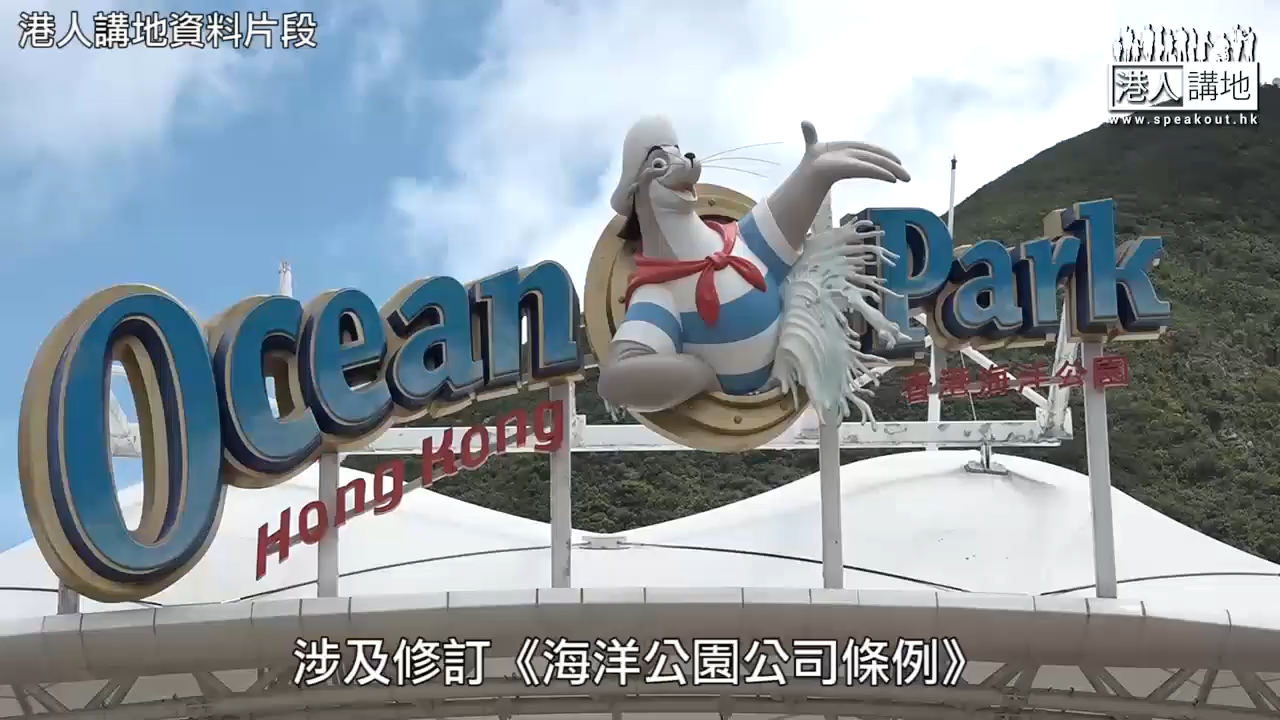 港人講地資料片段
港人講地
www.speakout.hk
Ocean Park
Hong Kong
香港海洋公園
涉及修訂《海洋公園公司條例》